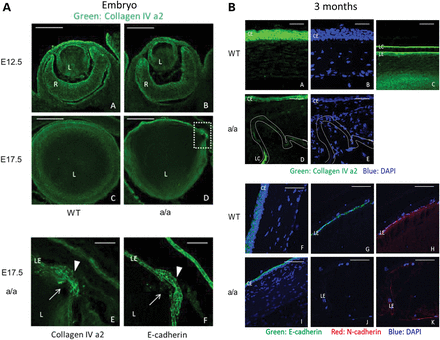 A
Embryo
Green: Collagen IV a2
E12.5
L
R
A
L
R
B
E17.5
L
C
L
D
WT
a/a
E17.5
a/a
LE
L
E
LE
L
F
Collagen IV a2
E-cadherin
B
3 months
WT
CE
A
CE
B
LC
LE
C
a/a
CE
LC
D
CE
E
Green: Collagen IV a2 Blue: DAPI
WT
CE
F
LE
G
LE
H
a/a
CE
I
LE
J
LE
K
Green: E-cadherin Red: N-cadherin Blue: DAPI